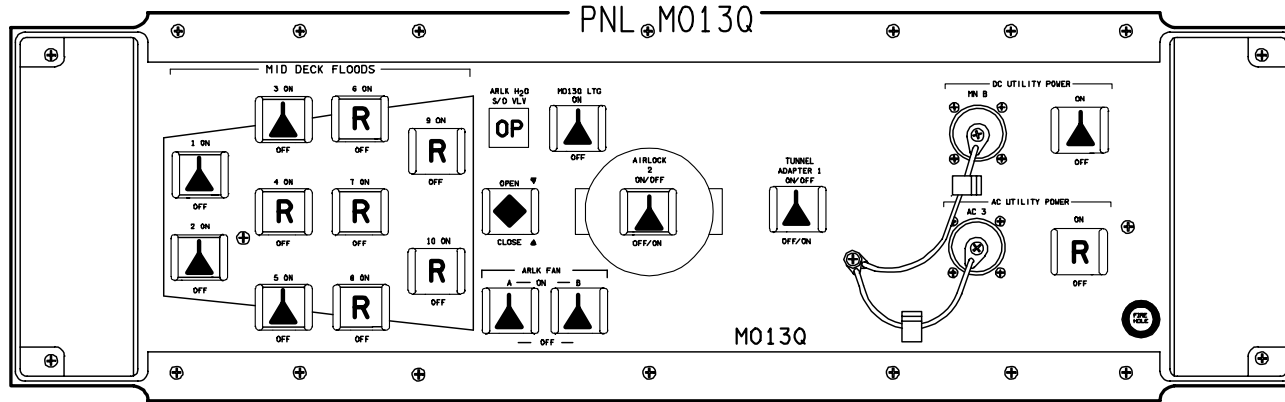 PNL MO13Q
MID DECK FLOODS
3 ON
OFF
6 ON
R
OFF
9 ON
R
OFF
1 ON
OFF
4 ON
R
OFF
7 ON
R
OFF
2 ON
OFF
10 ON
R
OFF
5 ON
OFF
8 ON
R
OFF
ARLK H₂O
S/O VLV
OP
MO13Q LTG
ON
OFF
OPEN
CLOSE
ARLK FAN
A — ON — B
— OFF —
AIRLOCK
2
ON/OFF
OFF/ON
TUNNEL
ADAPTER 1
ON/OFF
OFF/ON
DC UTILITY POWER
MN B
ON
OFF
AC UTILITY POWER
AC 3
ON
R
OFF
FIRE
HOLE
MO13Q